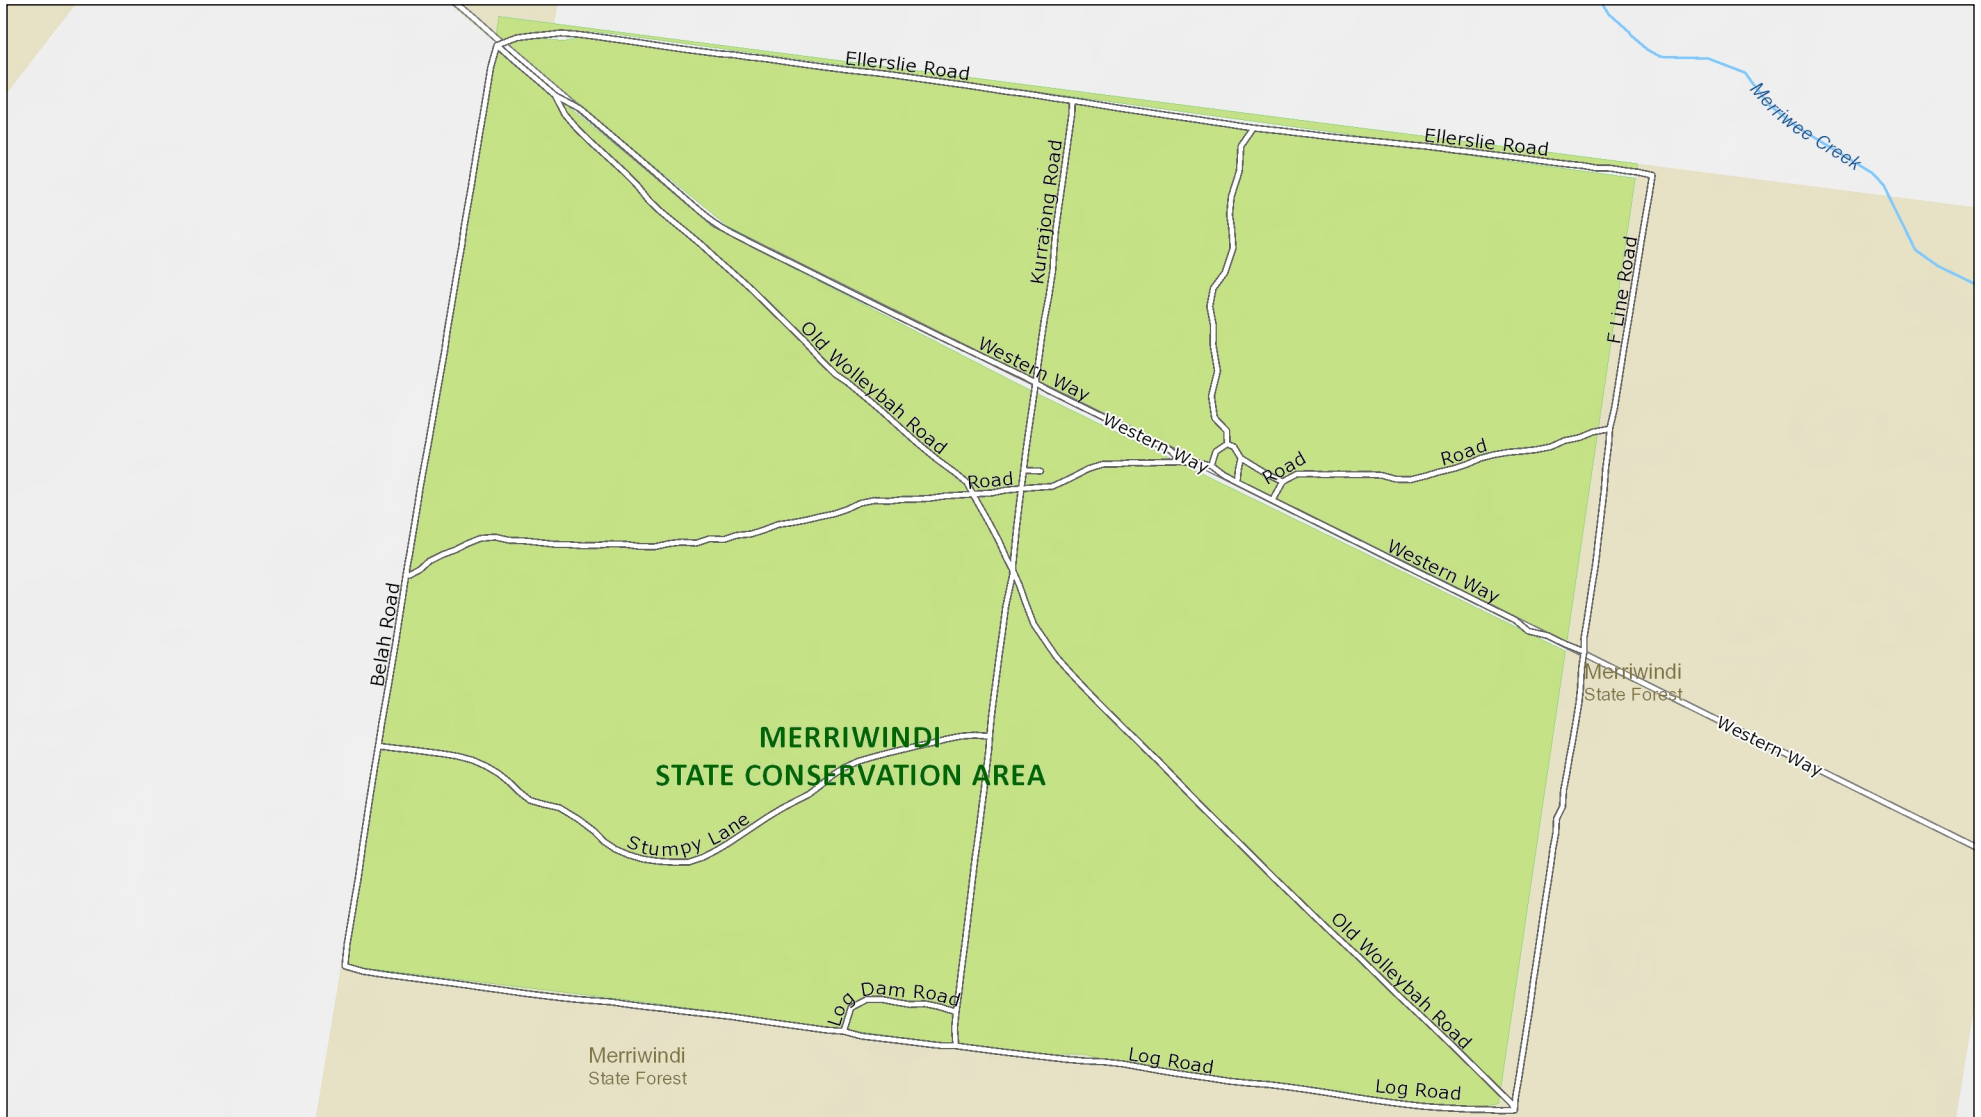 Ellerslie Road
Ellerslie Road
Merriwee Creek
Kurrajong Road
F Line Road
Old Wolleybah Road
Western Way
Western Way
Road
Road
Road
Western Way
Belah Road
Merriwindi
State Forest
Western Way
MERRIWINDI
STATE CONSERVATION AREA
Stumpy Lane
Old Wolleybah Road
Log Dam Road
Merriwindi
State Forest
Log Road
Log Road